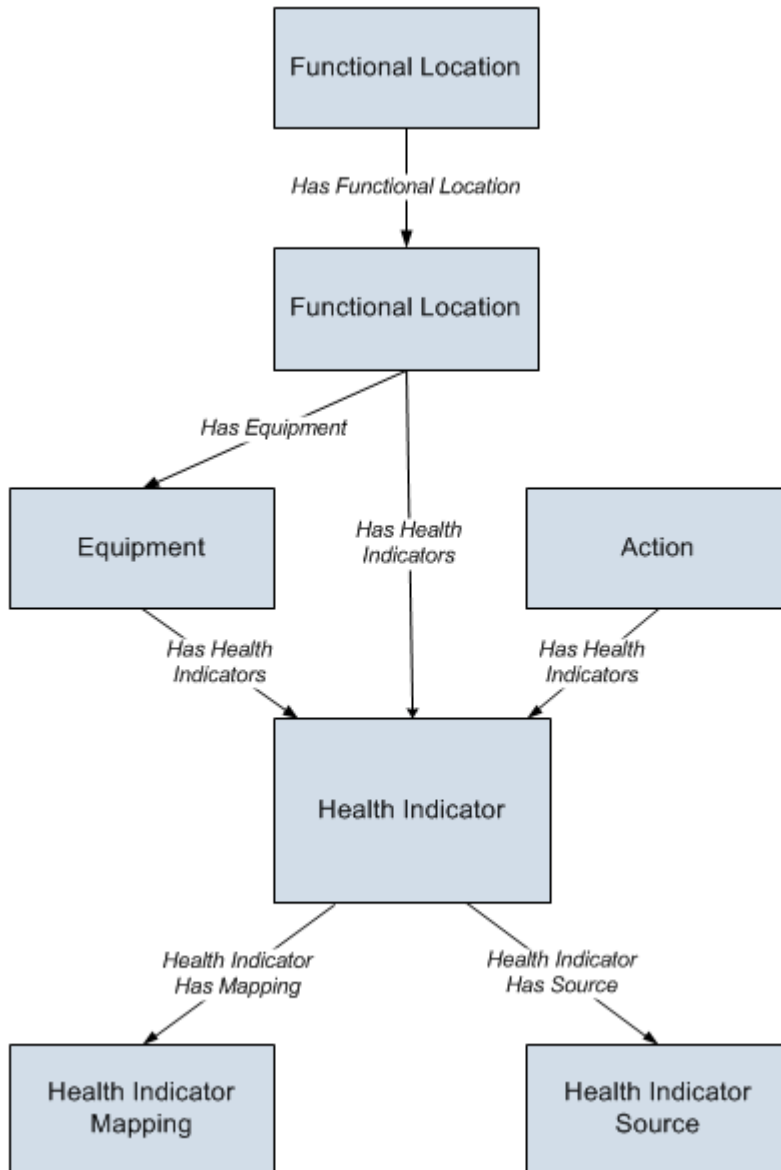 Functional Location
Has Functional Location
Functional Location
Has Equipment
Equipment
Has Health
Indicators
Action
Has Health
Indicators
Has Health
Indicators
Health Indicator
Health Indicator
Has Mapping
Health Indicator
Has Source
Health Indicator
Mapping
Health Indicator
Source